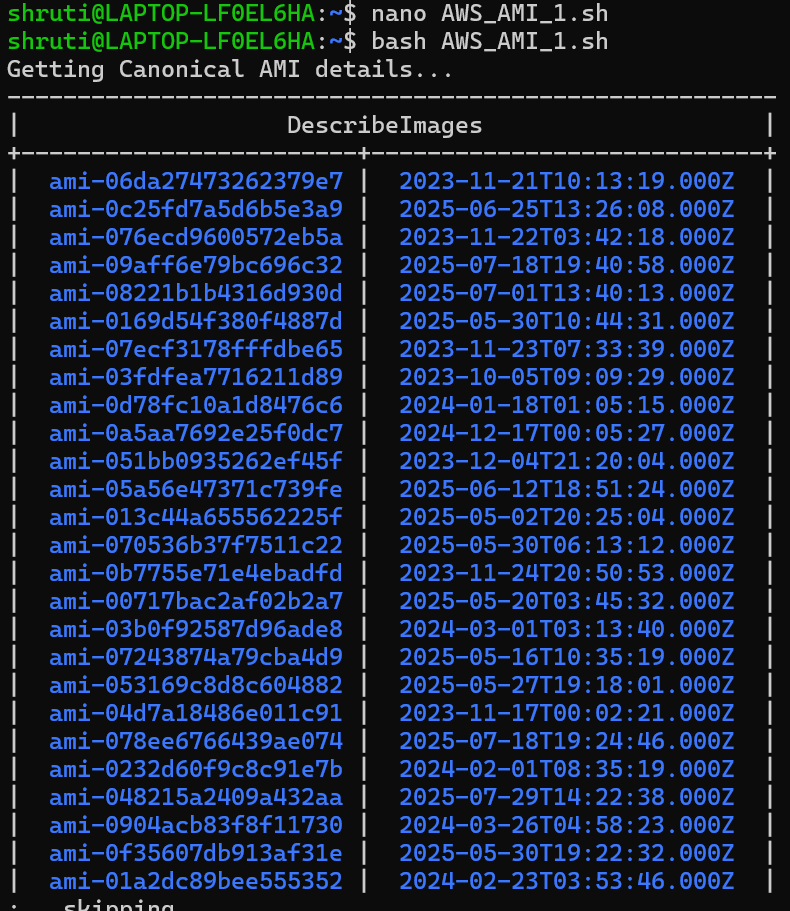 shruti@LAPTOP-LF0EL6HA:~$ nano AWS_AMI_1.sh
shruti@LAPTOP-LF0EL6HA:~$ bash AWS_AMI_1.sh
Getting Canonical AMI details...
-------------------------------------------------------
|                   DescribeImages                    |
+------------------------+----------------------------+
|  ami-06da27473262379e7 |  2023-11-21T10:13:19.000Z  |
|  ami-0c25fd7a5d6b5e3a9 |  2025-06-25T13:26:08.000Z  |
|  ami-076ecd9600572eb5a |  2023-11-22T03:42:18.000Z  |
|  ami-09aff6e79bc696c32 |  2025-07-18T19:40:58.000Z  |
|  ami-08221b1b4316d930d |  2025-07-01T13:40:13.000Z  |
|  ami-0169d54f380f4887d |  2025-05-30T10:44:31.000Z  |
|  ami-07ecf3178fffdbe65 |  2023-11-23T07:33:39.000Z  |
|  ami-03fdfea7716211d89 |  2023-10-05T09:09:29.000Z  |
|  ami-0d78fc10a1d8476c6 |  2024-01-18T01:05:15.000Z  |
|  ami-0a5aa7692e25f0dc7 |  2024-12-17T00:05:27.000Z  |
|  ami-051bb0935262ef45f |  2023-12-04T21:20:04.000Z  |
|  ami-05a56e47371c739fe |  2025-06-12T18:51:24.000Z  |
|  ami-013c44a655562225f |  2025-05-02T20:25:04.000Z  |
|  ami-070536b37f7511c22 |  2025-05-30T06:13:12.000Z  |
|  ami-0b7755e71e4ebadfd |  2023-11-24T20:50:53.000Z  |
|  ami-00717bac2af02b2a7 |  2025-05-20T03:45:32.000Z  |
|  ami-03b0f92587d96ade8 |  2024-03-01T03:13:40.000Z  |
|  ami-07243874a79cba4d9 |  2025-05-16T10:35:19.000Z  |
|  ami-053169c8d8c604882 |  2025-05-27T19:18:01.000Z  |
|  ami-04d7a18486e011c91 |  2023-11-17T00:02:21.000Z  |
|  ami-078ee6766439ae074 |  2025-07-18T19:24:46.000Z  |
|  ami-0232d60f9c8c91e7b |  2024-02-01T08:35:19.000Z  |
|  ami-048215a2409a432aa |  2025-07-29T14:22:38.000Z  |
|  ami-0904acb83f8f11730 |  2024-03-26T04:58:23.000Z  |
|  ami-0f35607db913af31e |  2025-05-30T19:22:32.000Z  |
|  ami-01a2dc89bee555352 |  2024-02-23T03:53:46.000Z  |
:   skipping